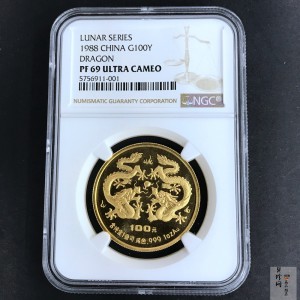 LUNAR SERIES
1988 CHINA G100Y
DRAGON
PF 69 ULTRA CAMEO
5756911-001
NUMISMATIC GUARANTY CORPORATION
NGC
100元